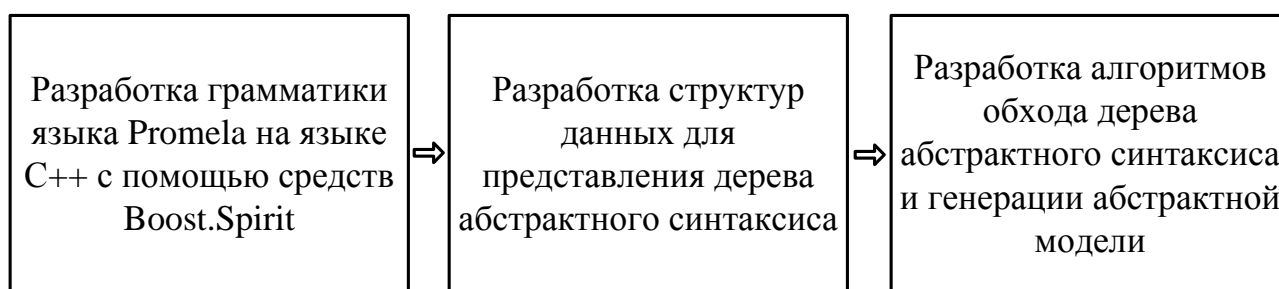 Разработка грамматики
языка Promela на языке
C++ с помощью средств
Boost.Spirit
Разработка структур
данных для
представления дерева
абстрактного синтаксиса
Разработка алгоритмов
обхода дерева
абстрактного синтаксиса
и генерации абстрактной
модели